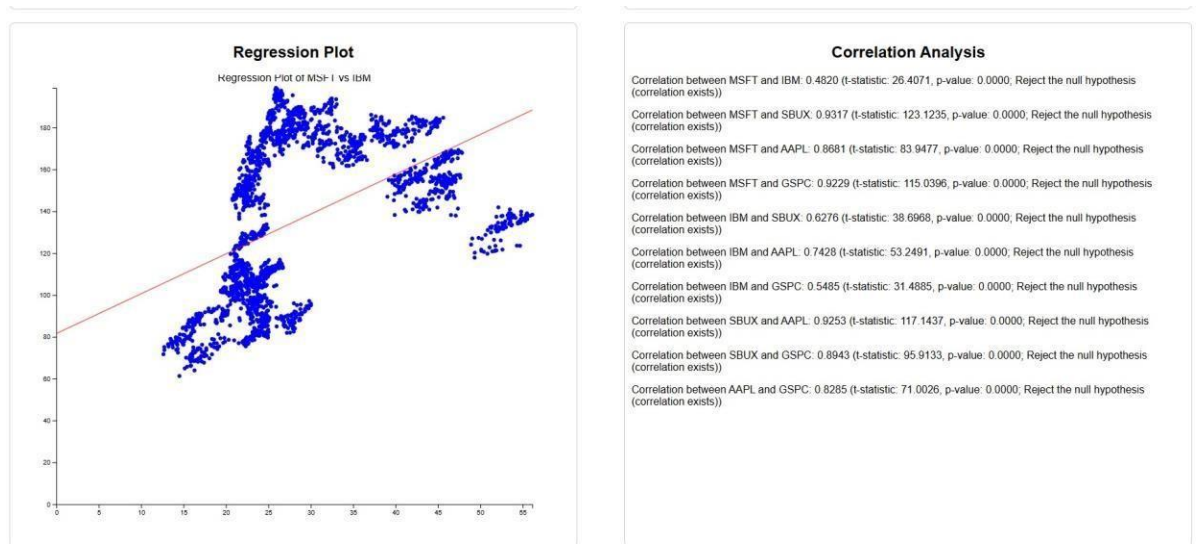 Regression Plot
Regression Plot of MSFT vs IBM
180
160
140
120
100
80
60
40
20
0
0 5 10 15 20 25 30 35 40 45 50 55
Correlation Analysis
Correlation between MSFT and IBM: 0.4820 (t-statistic: 26.4071, p-value: 0.0000; Reject the null hypothesis
(correlation exists))
Correlation between MSFT and SBUX: 0.9317 (t-statistic: 123.1235, p-value: 0.0000; Reject the null hypothesis
(correlation exists))
Correlation between MSFT and AAPL: 0.8681 (t-statistic: 83.9477, p-value: 0.0000; Reject the null hypothesis
(correlation exists))
Correlation between MSFT and GSPC: 0.9229 (t-statistic: 115.0396, p-value: 0.0000; Reject the null hypothesis
(correlation exists))
Correlation between IBM and SBUX: 0.6276 (t-statistic: 38.6968, p-value: 0.0000; Reject the null hypothesis
(correlation exists))
Correlation between IBM and AAPL: 0.7428 (t-statistic: 53.2491, p-value: 0.0000; Reject the null hypothesis
(correlation exists))
Correlation between IBM and GSPC: 0.5485 (t-statistic: 31.4885, p-value: 0.0000; Reject the null hypothesis
(correlation exists))
Correlation between SBUX and AAPL: 0.9253 (t-statistic: 117.1437, p-value: 0.0000; Reject the null hypothesis
(correlation exists))
Correlation between SBUX and GSPC: 0.8943 (t-statistic: 95.9133, p-value: 0.0000; Reject the null hypothesis
(correlation exists))
Correlation between AAPL and GSPC: 0.8285 (t-statistic: 71.0026, p-value: 0.0000; Reject the null hypothesis
(correlation exists))